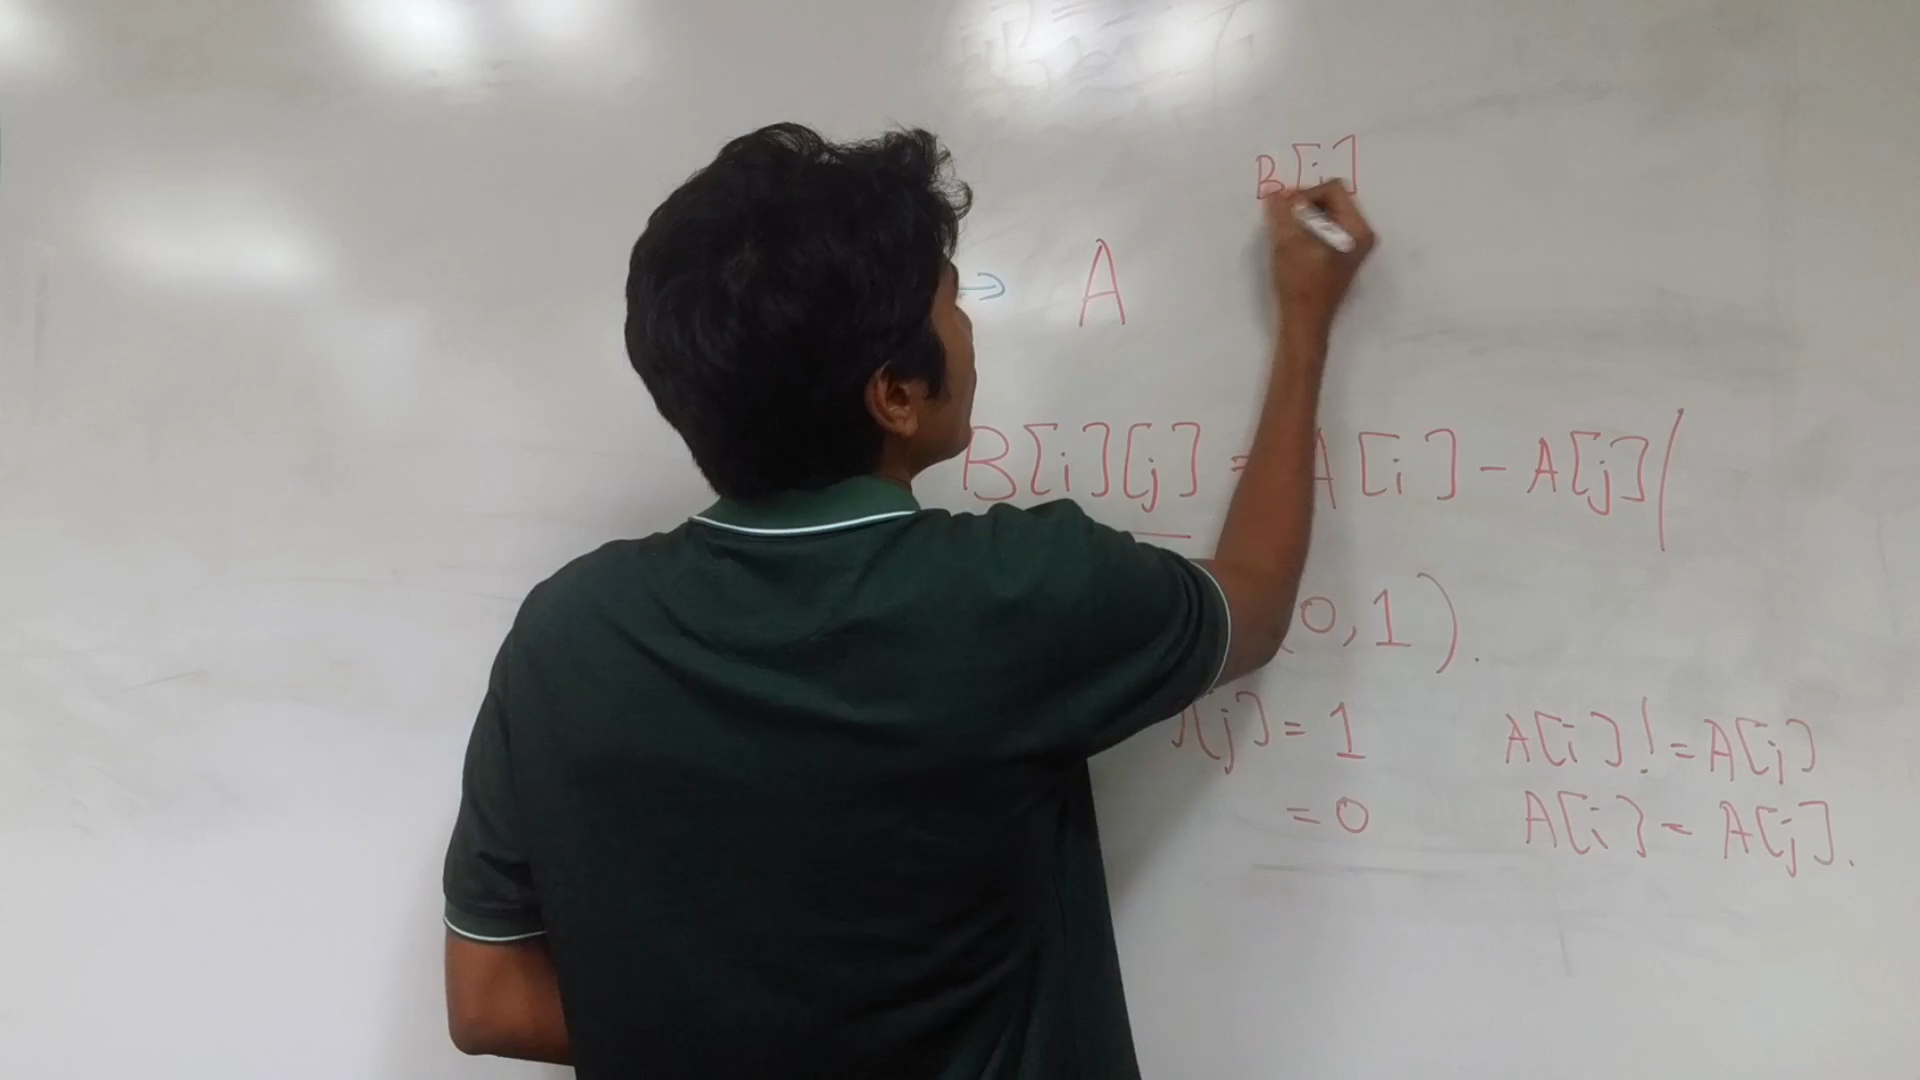 B[i]
→ A
B[i][j] = A[i] - A[j] |
(0,1).
[j] = 1 A[i] != A[j]
= 0 A[i] = A[j].